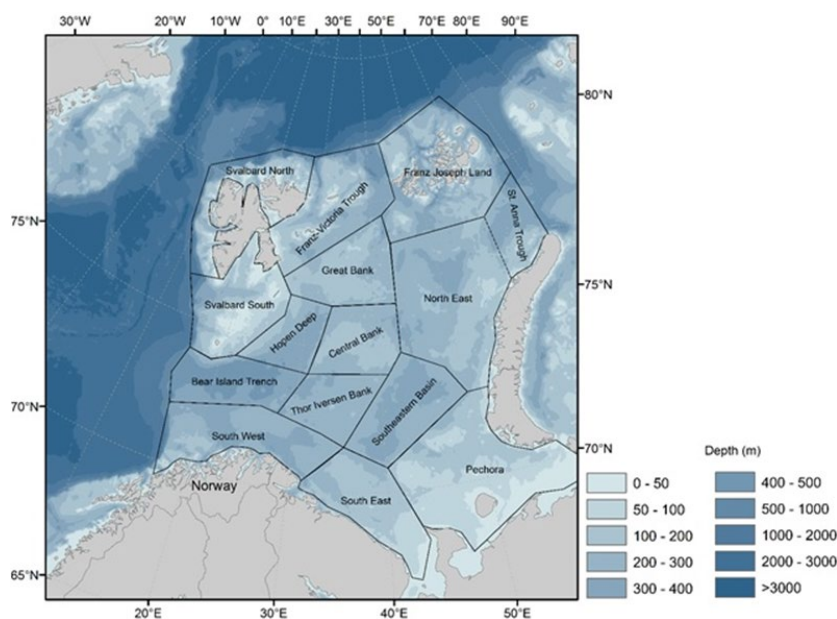 30°W 20°W 10°W 0° 10°E 30°E 50°E 70°E 80°E 90°E
80°N
Svalbard North
Franz Joseph Land
St. Anna Trough
Franz-Victoria Trough
75°N
Great Bank
75°N
Svalbard South
North East
Hopen Deep
Central Bank
Bear Island Trench
Thor Iversen Bank
Southeastern Basin
70°N
South West
70°N
Pechora
Norway
South East
65°N
20°E 30°E 40°E 50°E
Depth (m)
0 - 50
50 - 100
100 - 200
200 - 300
300 - 400
400 - 500
500 - 1000
1000 - 2000
2000 - 3000
>3000